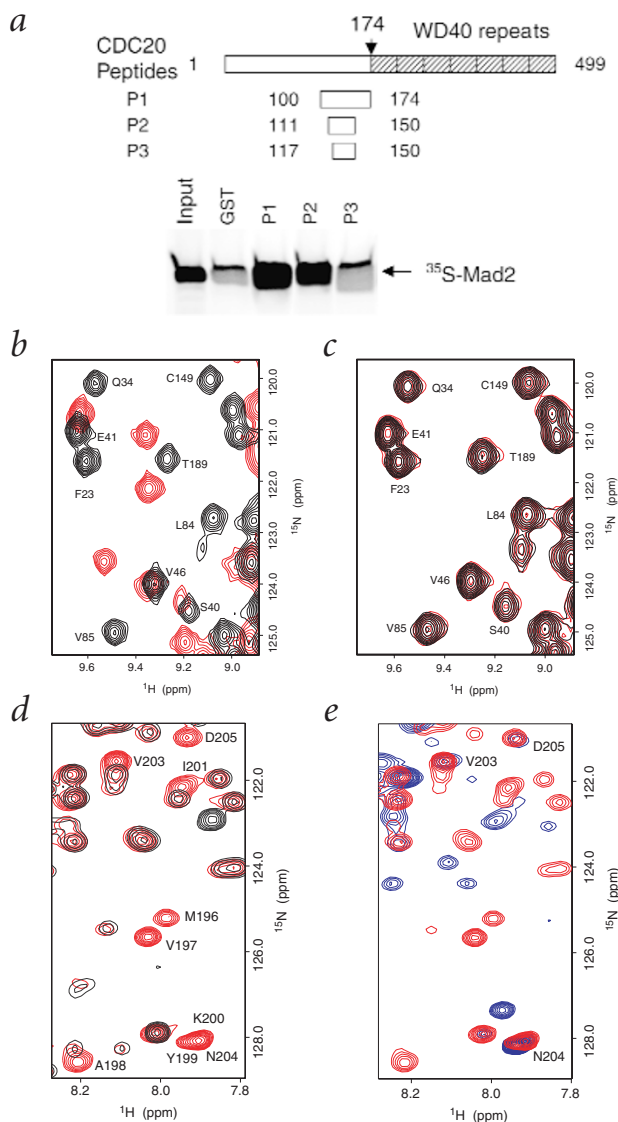 a
174
WD40 repeats
CDC20
Peptides 1 499
P1 100 174
P2 111 150
P3 117 150
Input GST P1 P2 P3
³⁵S-Mad2
b
Q34 C149
E41
T189
F23
L84
V46
S40
V85
120.0
121.0
122.0
123.0
124.0
125.0
¹⁵N (ppm)
9.6 9.4 9.2 9.0
¹H (ppm)
c
Q34 C149
E41
T189
F23
L84
V46
S40
V85
120.0
121.0
122.0
123.0
124.0
125.0
¹⁵N (ppm)
9.6 9.4 9.2 9.0
¹H (ppm)
d
D205
V203
I201
M196
V197
K200
Y199 N204
A198
122.0
124.0
126.0
128.0
¹⁵N (ppm)
8.2 8.0 7.8
¹H (ppm)
e
D205
V203
N204
122.0
124.0
126.0
128.0
¹⁵N (ppm)
8.2 8.0 7.8
¹H (ppm)